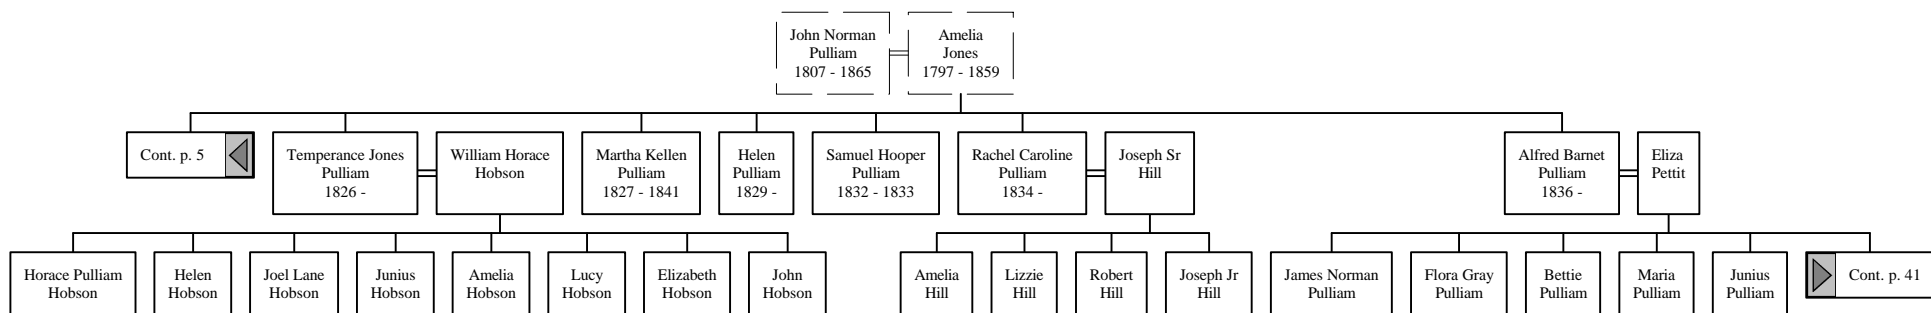 John Norman
Pulliam
1807 - 1865
Amelia
Jones
1797 - 1859
Cont. p. 5
Temperance Jones
Pulliam
1826 -
William Horace
Hobson
Martha Kellen
Pulliam
1827 - 1841
Helen
Pulliam
1829 -
Samuel Hooper
Pulliam
1832 - 1833
Rachel Caroline
Pulliam
1834 -
Joseph Sr
Hill
Alfred Barnet
Pulliam
1836 -
Eliza
Pettit
Horace Pulliam
Hobson
Helen
Hobson
Joel Lane
Hobson
Junius
Hobson
Amelia
Hobson
Lucy
Hobson
Elizabeth
Hobson
John
Hobson
Amelia
Hill
Lizzie
Hill
Robert
Hill
Joseph Jr
Hill
James Norman
Pulliam
Flora Gray
Pulliam
Bettie
Pulliam
Maria
Pulliam
Junius
Pulliam
Cont. p. 41